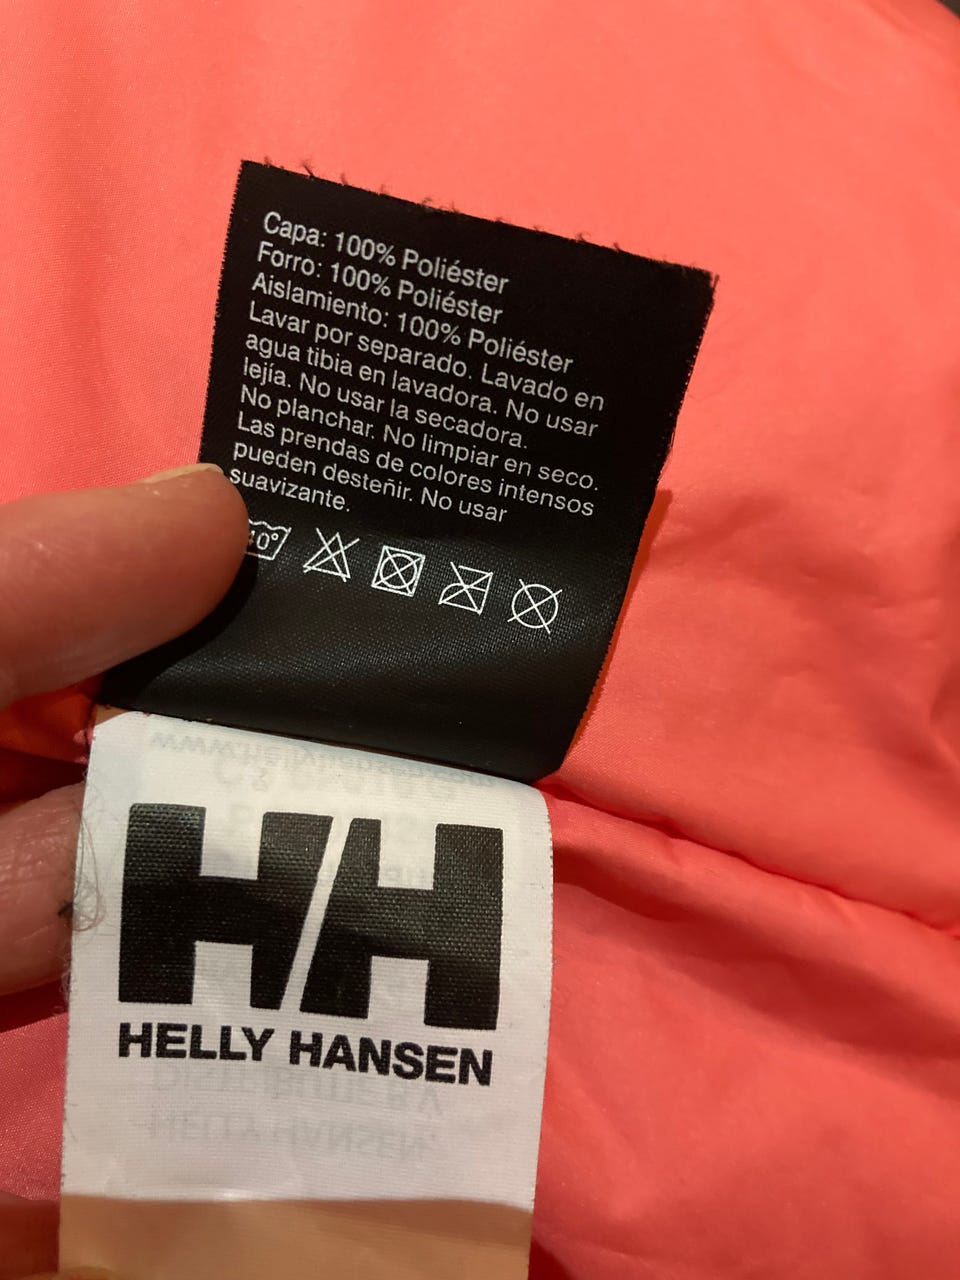 Capa: 100% Poliéster
Forro: 100% Poliéster
Aislamiento: 100% Poliéster
Lavar por separado. Lavado en
agua tibia en lavadora. No usar
lejía. No usar la secadora.
No planchar. No limpiar en seco.
Las prendas de colores intensos
pueden desteñir. No usar
suavizante.
HH
HELLY HANSEN